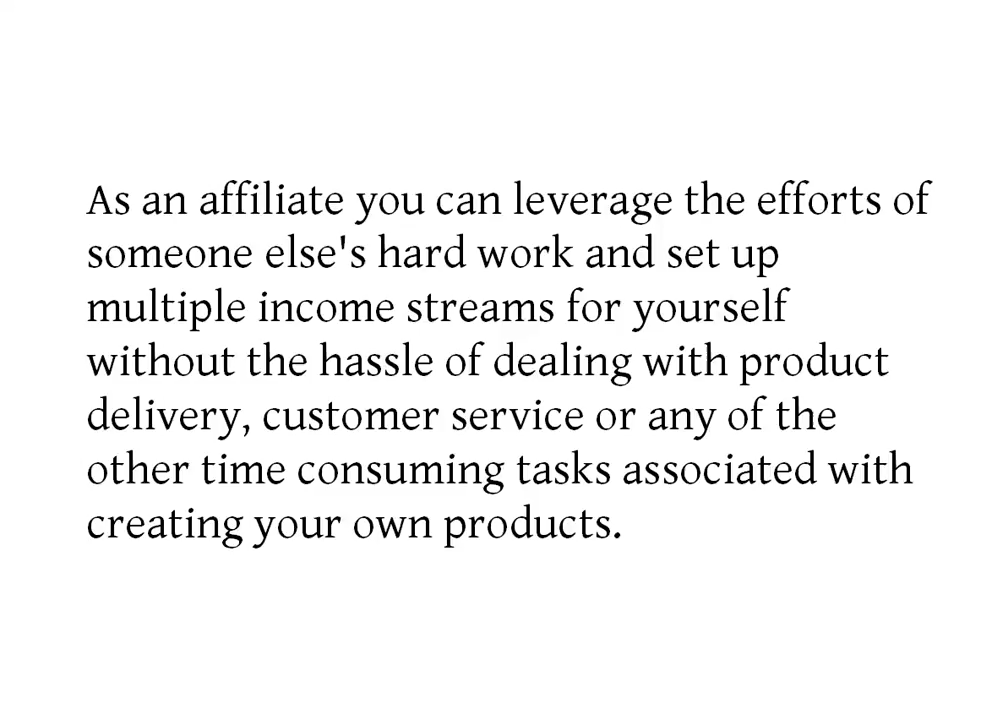 As an affiliate you can leverage the efforts of
someone else's hard work and set up
multiple income streams for yourself
without the hassle of dealing with product
delivery, customer service or any of the
other time consuming tasks associated with
creating your own products.